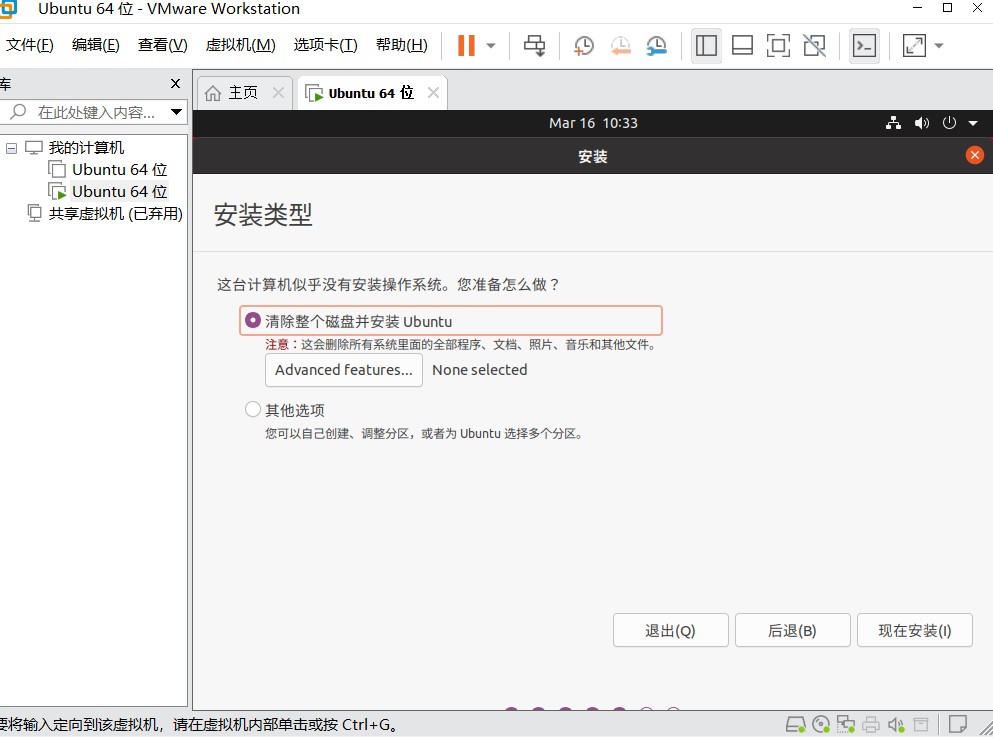 Ubuntu 64 位 - VMware Workstation
文件(F) 编辑(E) 查看(V) 虚拟机(M) 选项卡(T) 帮助(H)
库
主页
Ubuntu 64 位
在此处键入内容...
我的计算机
Ubuntu 64 位
Ubuntu 64 位
共享虚拟机 (已弃用)
Mar 16 10:33
安装
安装类型
这台计算机似乎没有安装操作系统。您准备怎么做？
清除整个磁盘并安装 Ubuntu
注意：这会删除所有系统里面的全部程序、文档、照片、音乐和其他文件。
Advanced features... None selected
其他选项
您可以自己创建、调整分区，或者为 Ubuntu 选择多个分区。
退出(Q) 后退(B) 现在安装(I)
要将输入定向到该虚拟机，请在虚拟机内部单击或按 Ctrl+G。